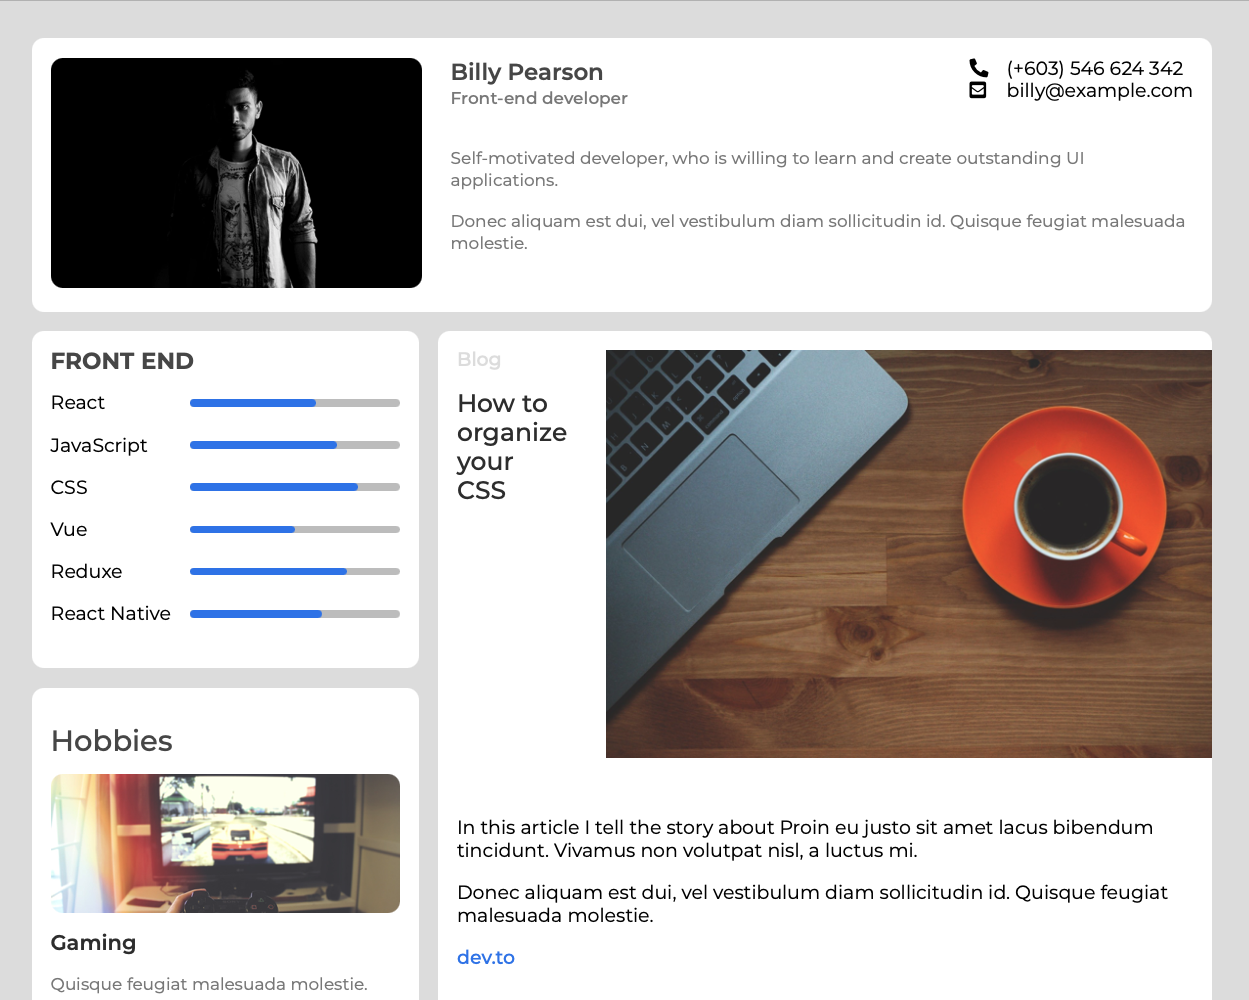 Billy Pearson
Front-end developer
(+603) 546 624 342
billy@example.com
Self-motivated developer, who is willing to learn and create outstanding UI
applications.
Donec aliquam est dui, vel vestibulum diam sollicitudin id. Quisque feugiat malesuada
molestie.
FRONT END
React
JavaScript
CSS
Vue
Reduxe
React Native
Hobbies
Gaming
Quisque feugiat malesuada molestie.
Blog
How to
organize
your
CSS
In this article I tell the story about Proin eu justo sit amet lacus bibendum
tincidunt. Vivamus non volutpat nisl, a luctus mi.
Donec aliquam est dui, vel vestibulum diam sollicitudin id. Quisque feugiat
malesuada molestie.
dev.to